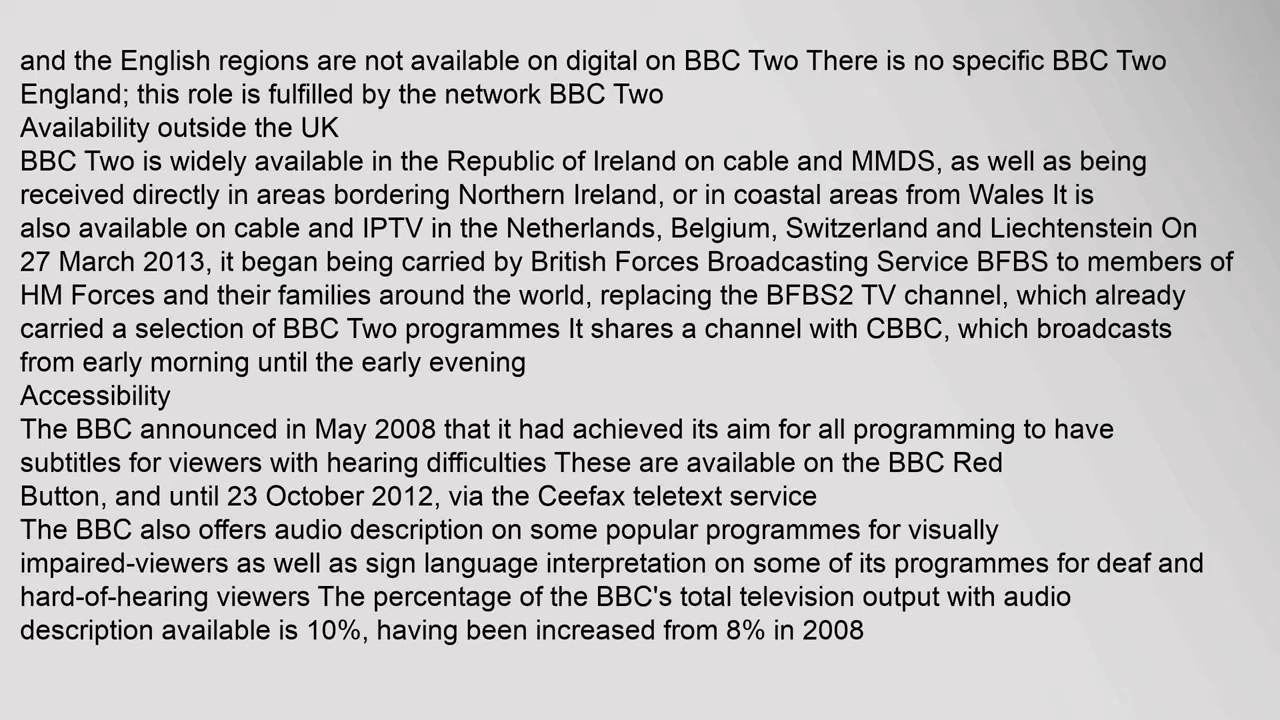 and the English regions are not available on digital on BBC Two There is no specific BBC Two
England; this role is fulfilled by the network BBC Two
Availability outside the UK
BBC Two is widely available in the Republic of Ireland on cable and MMDS, as well as being
received directly in areas bordering Northern Ireland, or in coastal areas from Wales It is
also available on cable and IPTV in the Netherlands, Belgium, Switzerland and Liechtenstein On
27 March 2013, it began being carried by British Forces Broadcasting Service BFBS to members of
HM Forces and their families around the world, replacing the BFBS2 TV channel, which already
carried a selection of BBC Two programmes It shares a channel with CBBC, which broadcasts
from early morning until the early evening
Accessibility
The BBC announced in May 2008 that it had achieved its aim for all programming to have
subtitles for viewers with hearing difficulties These are available on the BBC Red
Button, and until 23 October 2012, via the Ceefax teletext service
The BBC also offers audio description on some popular programmes for visually
impaired-viewers as well as sign language interpretation on some of its programmes for deaf and
hard-of-hearing viewers The percentage of the BBC's total television output with audio
description available is 10%, having been increased from 8% in 2008